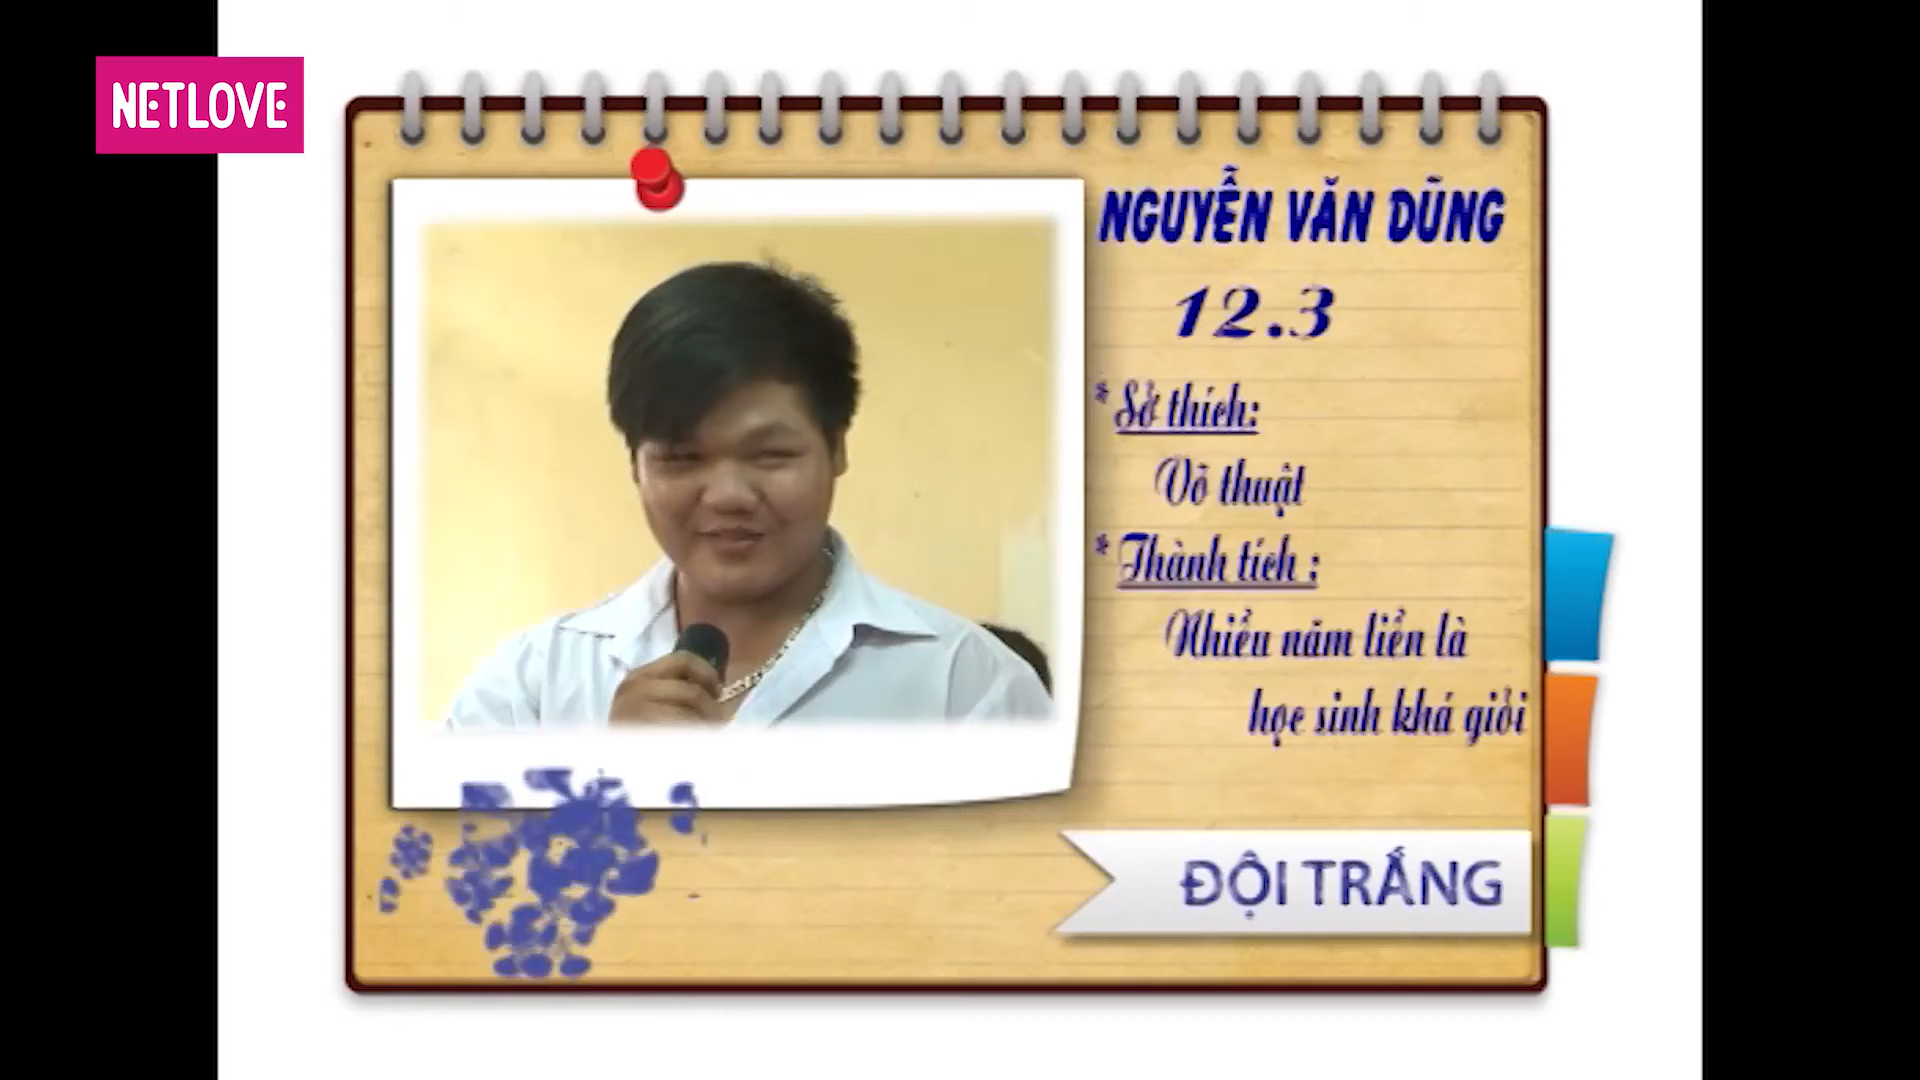 NETLOVE
NGUYỄN VĂN DŨNG
12.3
* Sở thích:
Võ thuật
* Thành tích :
Nhiều năm liền là
học sinh khá giỏi
ĐỘI TRẮNG